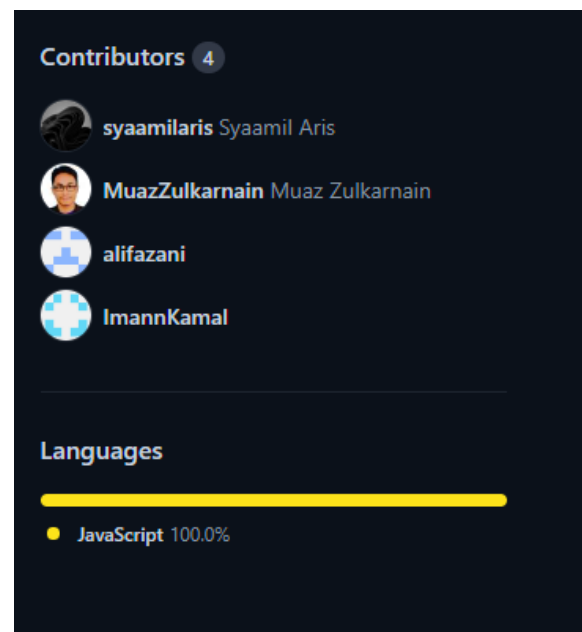 Contributors 4
syaamilaris Syaamil Aris
MuazZulkarnain Muaz Zulkarnain
alifazani
ImannKamal
Languages
JavaScript 100.0%